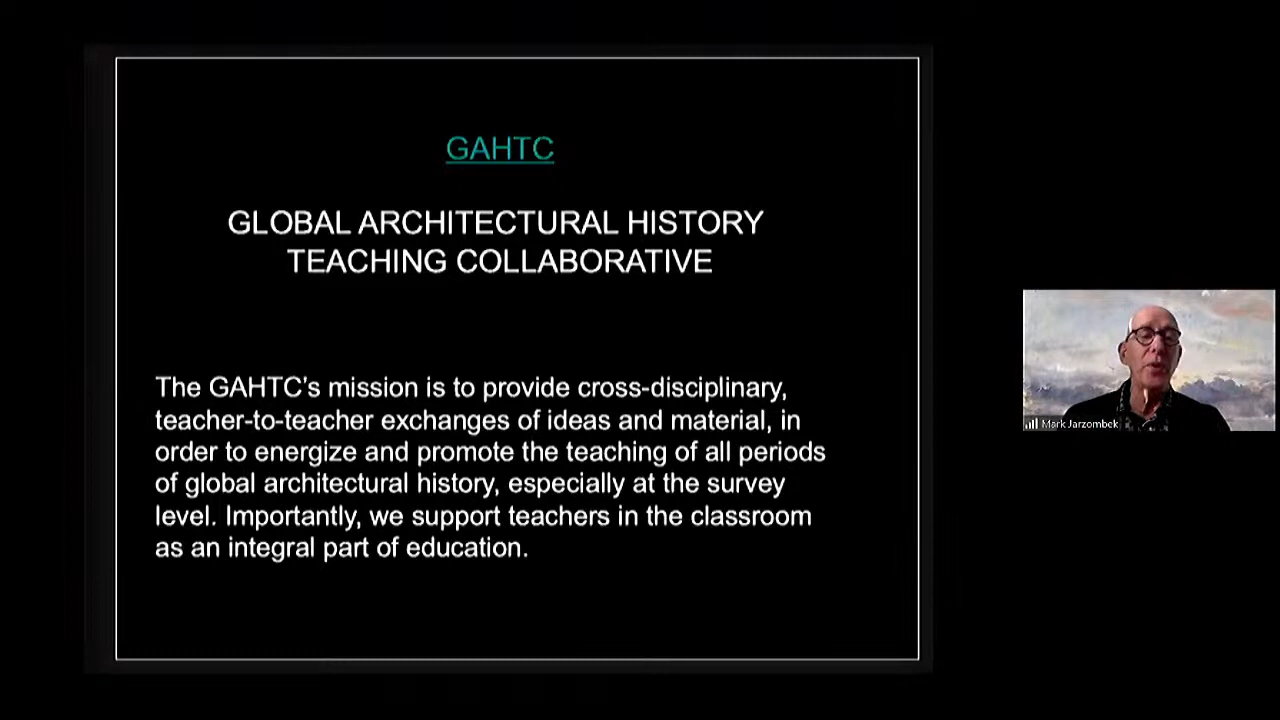 GAHTC
GLOBAL ARCHITECTURAL HISTORY
TEACHING COLLABORATIVE
The GAHTC’s mission is to provide cross-disciplinary,
teacher-to-teacher exchanges of ideas and material, in
order to energize and promote the teaching of all periods
of global architectural history, especially at the survey
level. Importantly, we support teachers in the classroom
as an integral part of education.
Mark Jarzombek